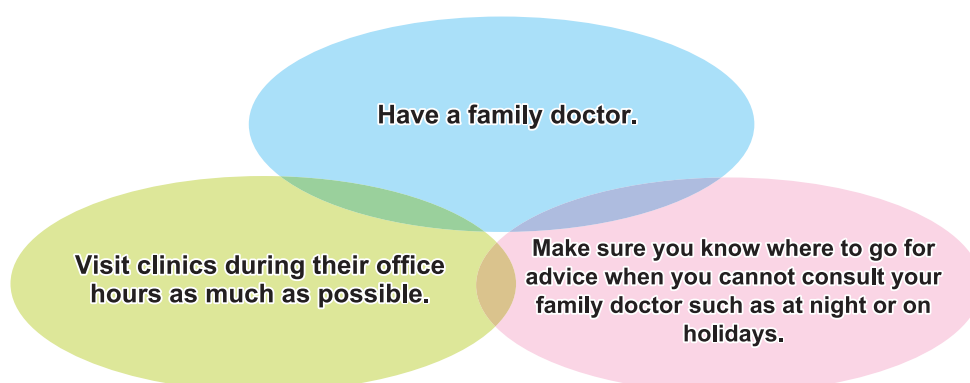 Have a family doctor.
Visit clinics during their office
hours as much as possible.
Make sure you know where to go for
advice when you cannot consult your
family doctor such as at night or on
holidays.